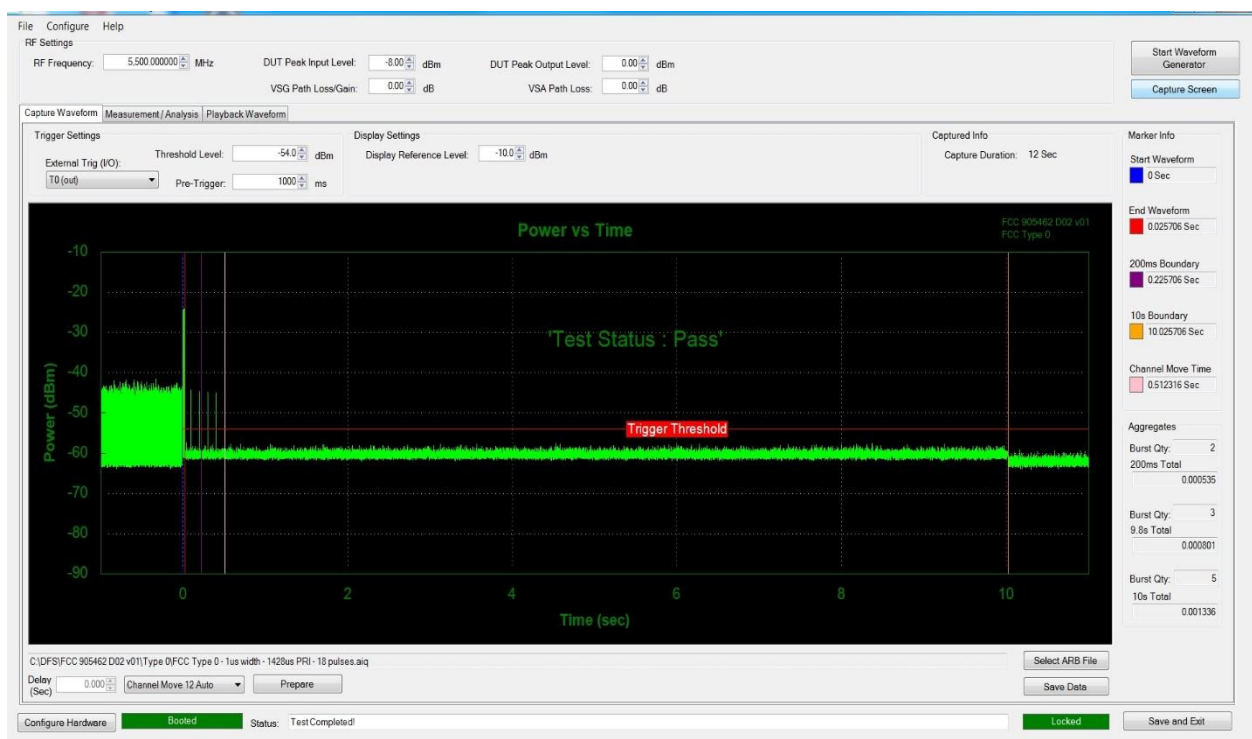 File Configure Help
RF Settings
RF Frequency: 5,500.000000 MHz DUT Peak Input Level: -8.00 dBm DUT Peak Output Level: 0.00 dBm
VSG Path Loss/Gain: 0.00 dB VSA Path Loss: 0.00 dB
Start Waveform
Generator
Capture Screen
Capture Waveform Measurement / Analysis Playback Waveform
Trigger Settings
External Trig (I/O):
T0 (out)
Threshold Level: -54.0 dBm
Pre-Trigger: 1000 ms
Display Settings
Display Reference Level: -10.0 dBm
Captured Info
Capture Duration: 12 Sec
Power vs Time
FCC 905462 D02 v01
FCC Type 0
'Test Status : Pass'
Trigger Threshold
Power (dBm)
-10
-20
-30
-40
-50
-60
-70
-80
-90
0 2 4 6 8 10
Time (sec)
Marker Info
Start Waveform
0 Sec
End Waveform
0.025706 Sec
200ms Boundary
0.225706 Sec
10s Boundary
10.025706 Sec
Channel Move Time
0.512316 Sec
Aggregates
Burst Qty: 2
200ms Total
0.000535
Burst Qty: 3
9.8s Total
0.000801
Burst Qty: 5
10s Total
0.001336
C:\DFS\FCC 905462 D02 v01\Type 0\FCC Type 0 - 1us width - 1428us PRI - 18 pulses.aiq
Select ARB File
Delay
(Sec) 0.000 Channel Move 12 Auto Prepare
Save Data
Configure Hardware Booted Status: Test Completed! Locked Save and Exit